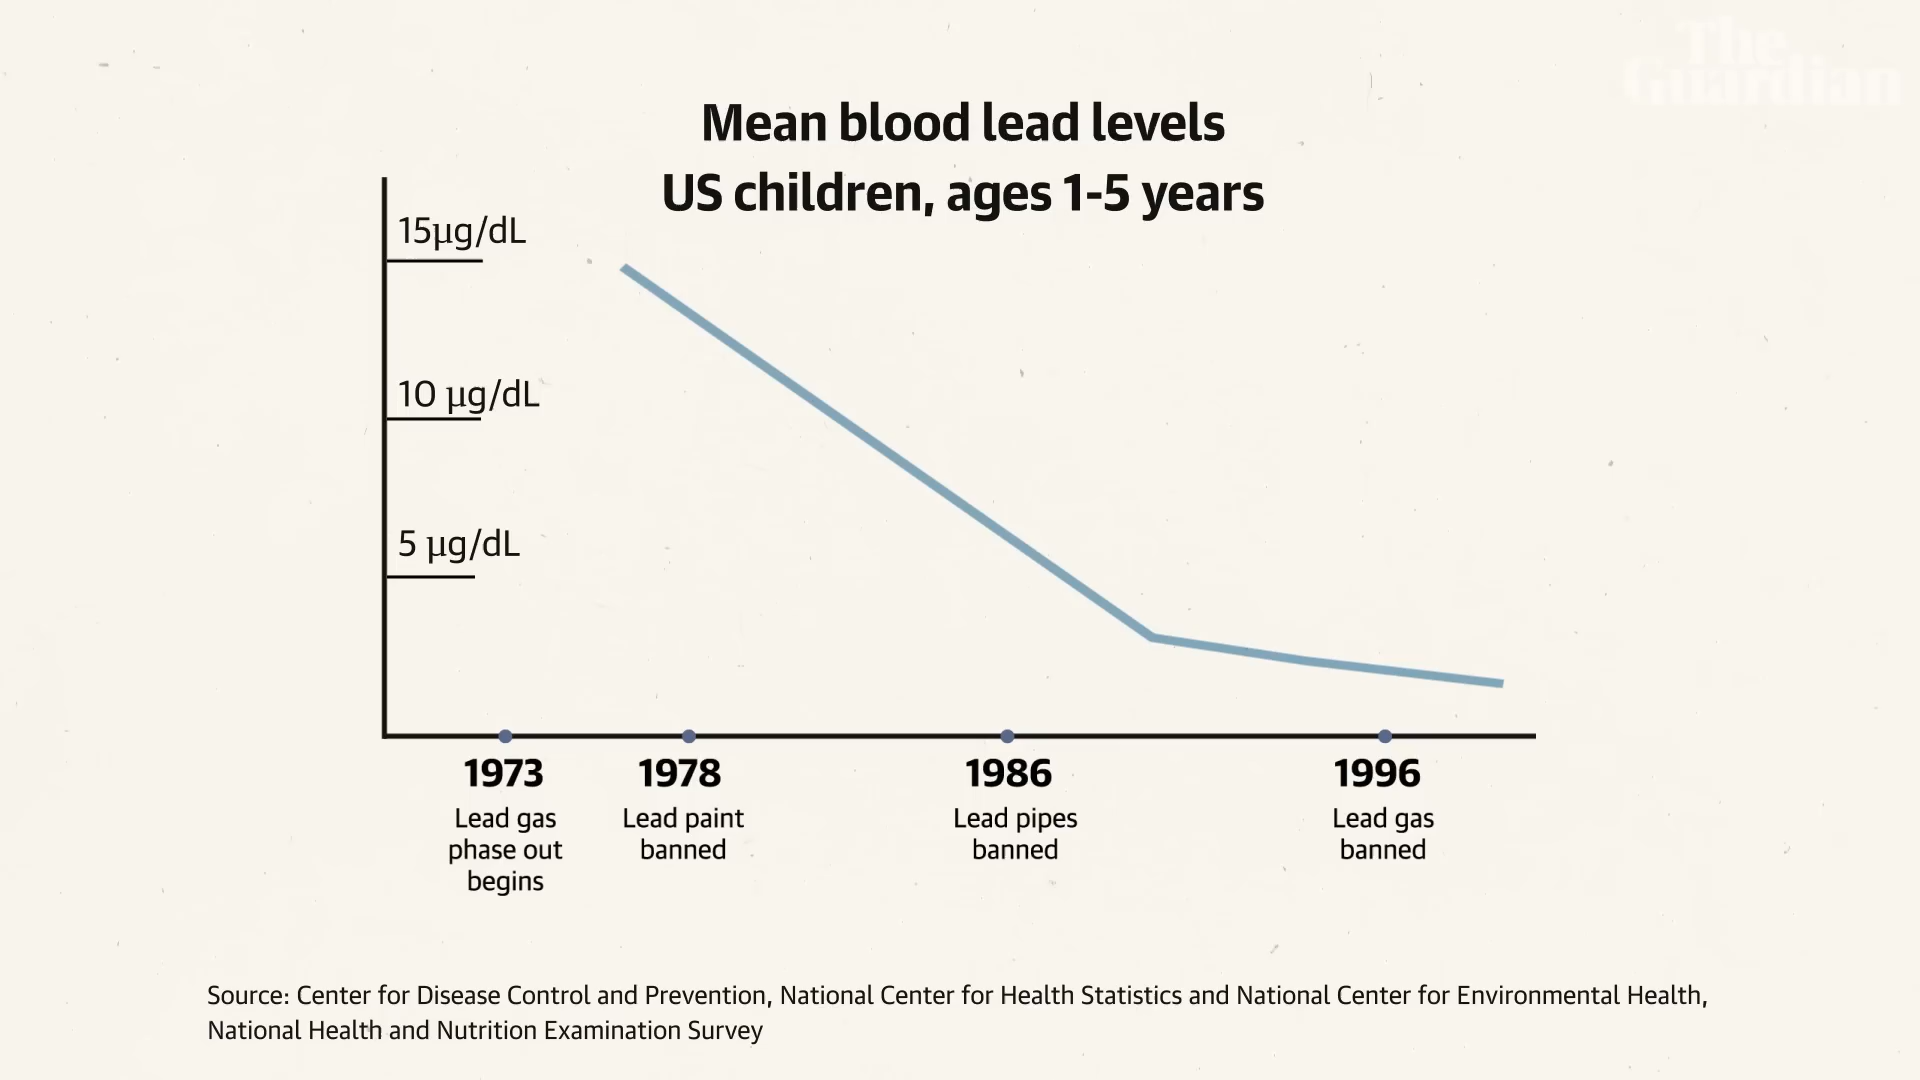 The
Guardian
Mean blood lead levels
US children, ages 1-5 years
15µg/dL
10 µg/dL
5 µg/dL
1973
Lead gas
phase out
begins
1978
Lead paint
banned
1986
Lead pipes
banned
1996
Lead gas
banned
Source: Center for Disease Control and Prevention, National Center for Health Statistics and National Center for Environmental Health,
National Health and Nutrition Examination Survey